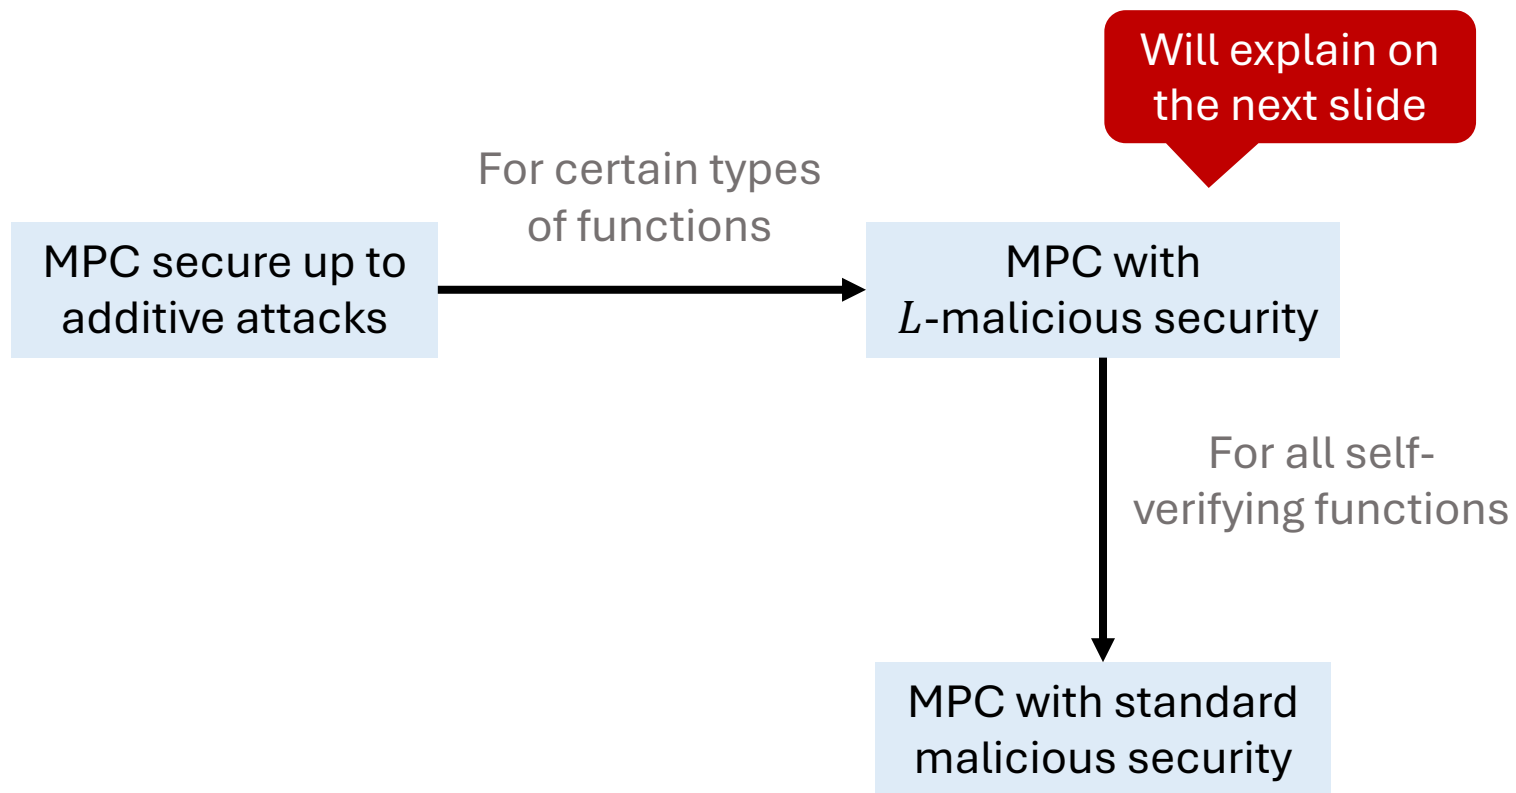 Will explain on
the next slide
For certain types
of functions
MPC secure up to
additive attacks
MPC with
L-malicious security
For all self-
verifying functions
MPC with standard
malicious security